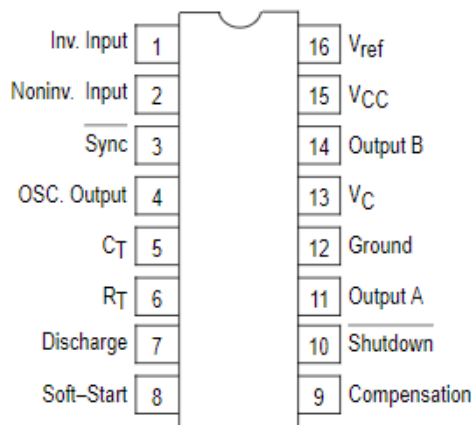 Inv. Input 1 16 Vref
Noninv. Input 2 15 VCC
Sync 3 14 Output B
OSC. Output 4 13 VC
CT 5 12 Ground
RT 6 11 Output A
Discharge 7 10 Shutdown
Soft–Start 8 9 Compensation